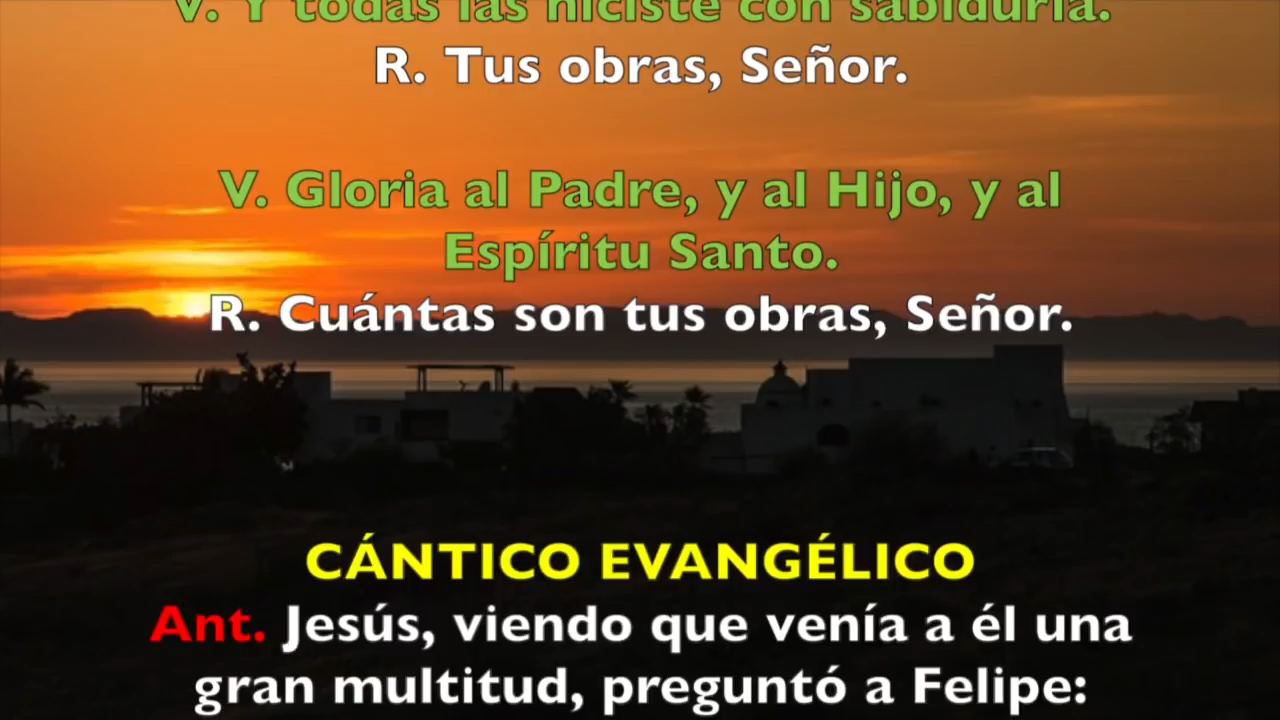 V. Y todas las hiciste con sabiduría.
R. Tus obras, Señor.
V. Gloria al Padre, y al Hijo, y al
Espíritu Santo.
R. Cuántas son tus obras, Señor.
CÁNTICO EVANGÉLICO
Ant. Jesús, viendo que venía a él una
gran multitud, preguntó a Felipe: